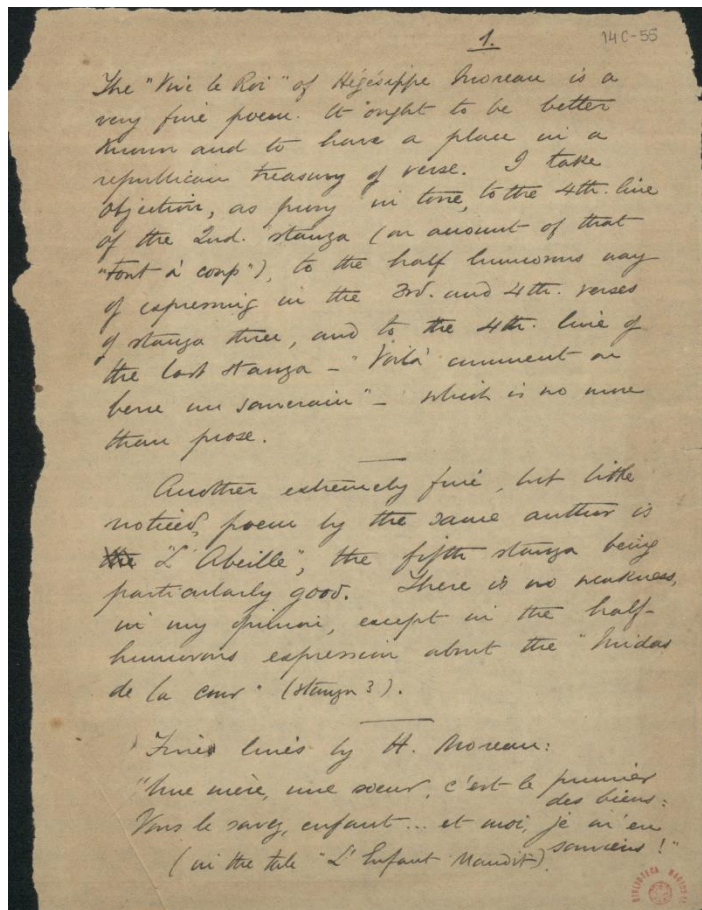 1.
14C-55
The "Vive le Roi" of Hégésippe Moreau is a
very fine poem. It ought to be better
known and to have a place in a
republican treasury of verse. I take
objection, as puny in tone, to the 4th. line
of the 2nd. stanza (on account of that
"Tout à coup"), to the half humorous way
of expressing in the 3rd. and 4th. verses
of stanza three, and to the 4th. line of
the last stanza – "Voilà comment on
berne un souverain" – which is no more
than prose.
Another extremely fine, but little
noticed, poem by the same author is
"L'Abeille", the fifth stanza being
particularly good. There is no weakness,
in my opinion, except in the half-
humorous expression about the "Midas
de la cour" (stanza 3).
Fine lines by H. Moreau:
"Une mère, une soeur, c'est le premier
des biens:
Vous le savez, enfant... et moi, je m'en
souviens!"
(in the tale "L'Enfant Maudit).
BIBLIOTECA